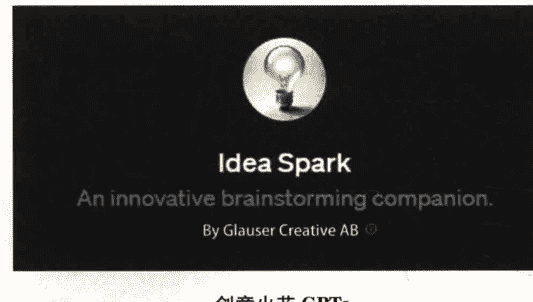 Idea Spark
An innovative brainstorming companion.
By Glauser Creative AB
创意火花 GPTs